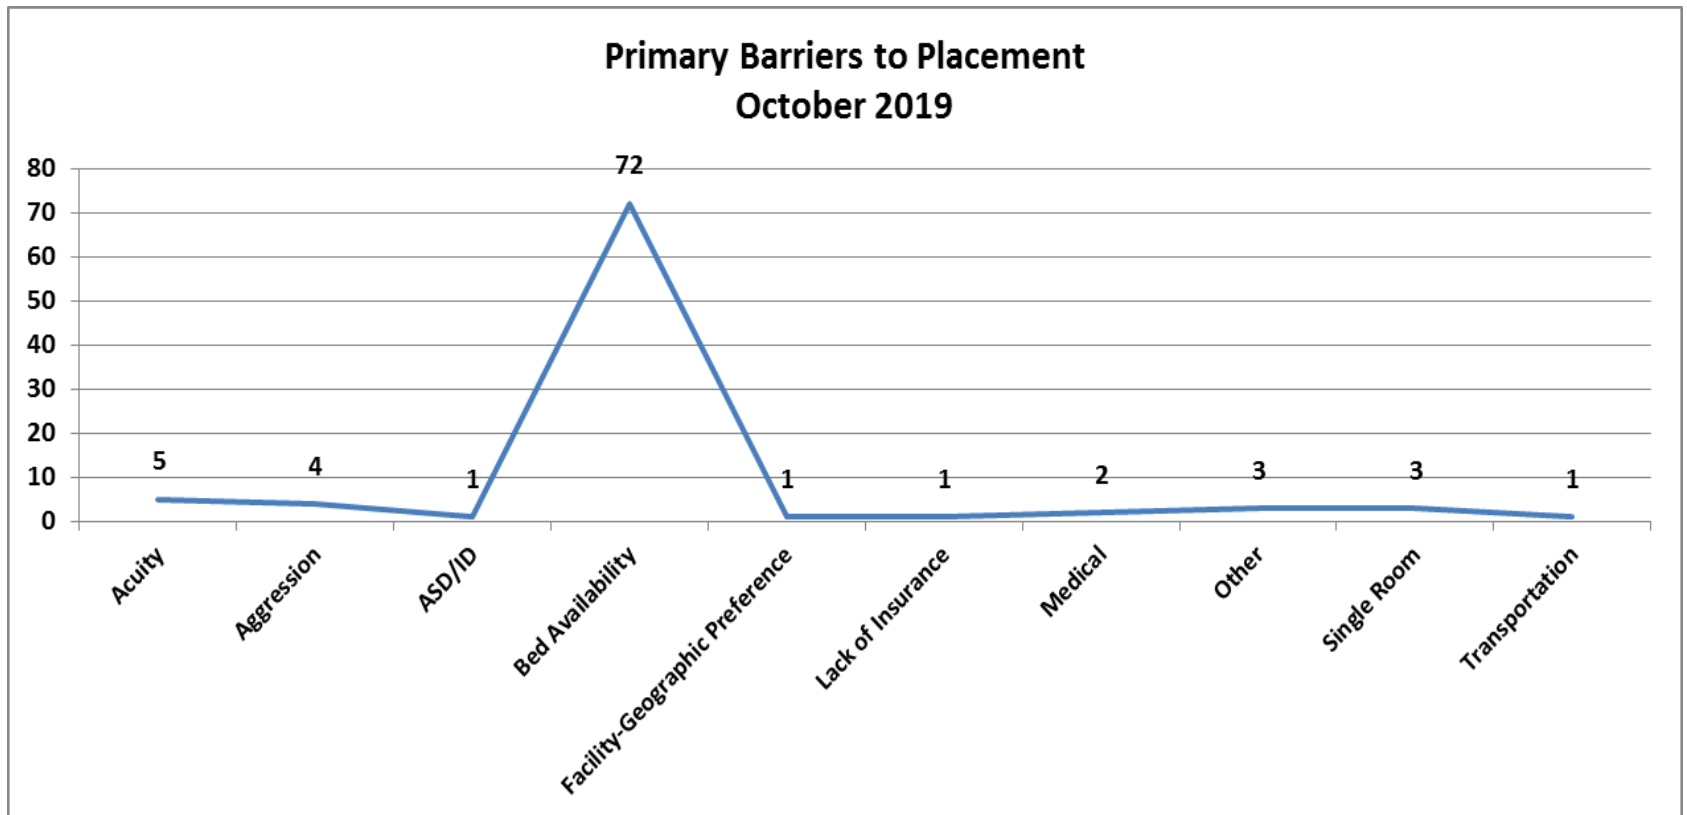 Primary Barriers to Placement
October 2019
80
70
60
50
40
30
20
10
0
5
4
1
72
1
1
2
3
3
1
Acuity
Aggression
ASD/ID
Bed Availability
Facility-Geographic Preference
Lack of Insurance
Medical
Other
Single Room
Transportation